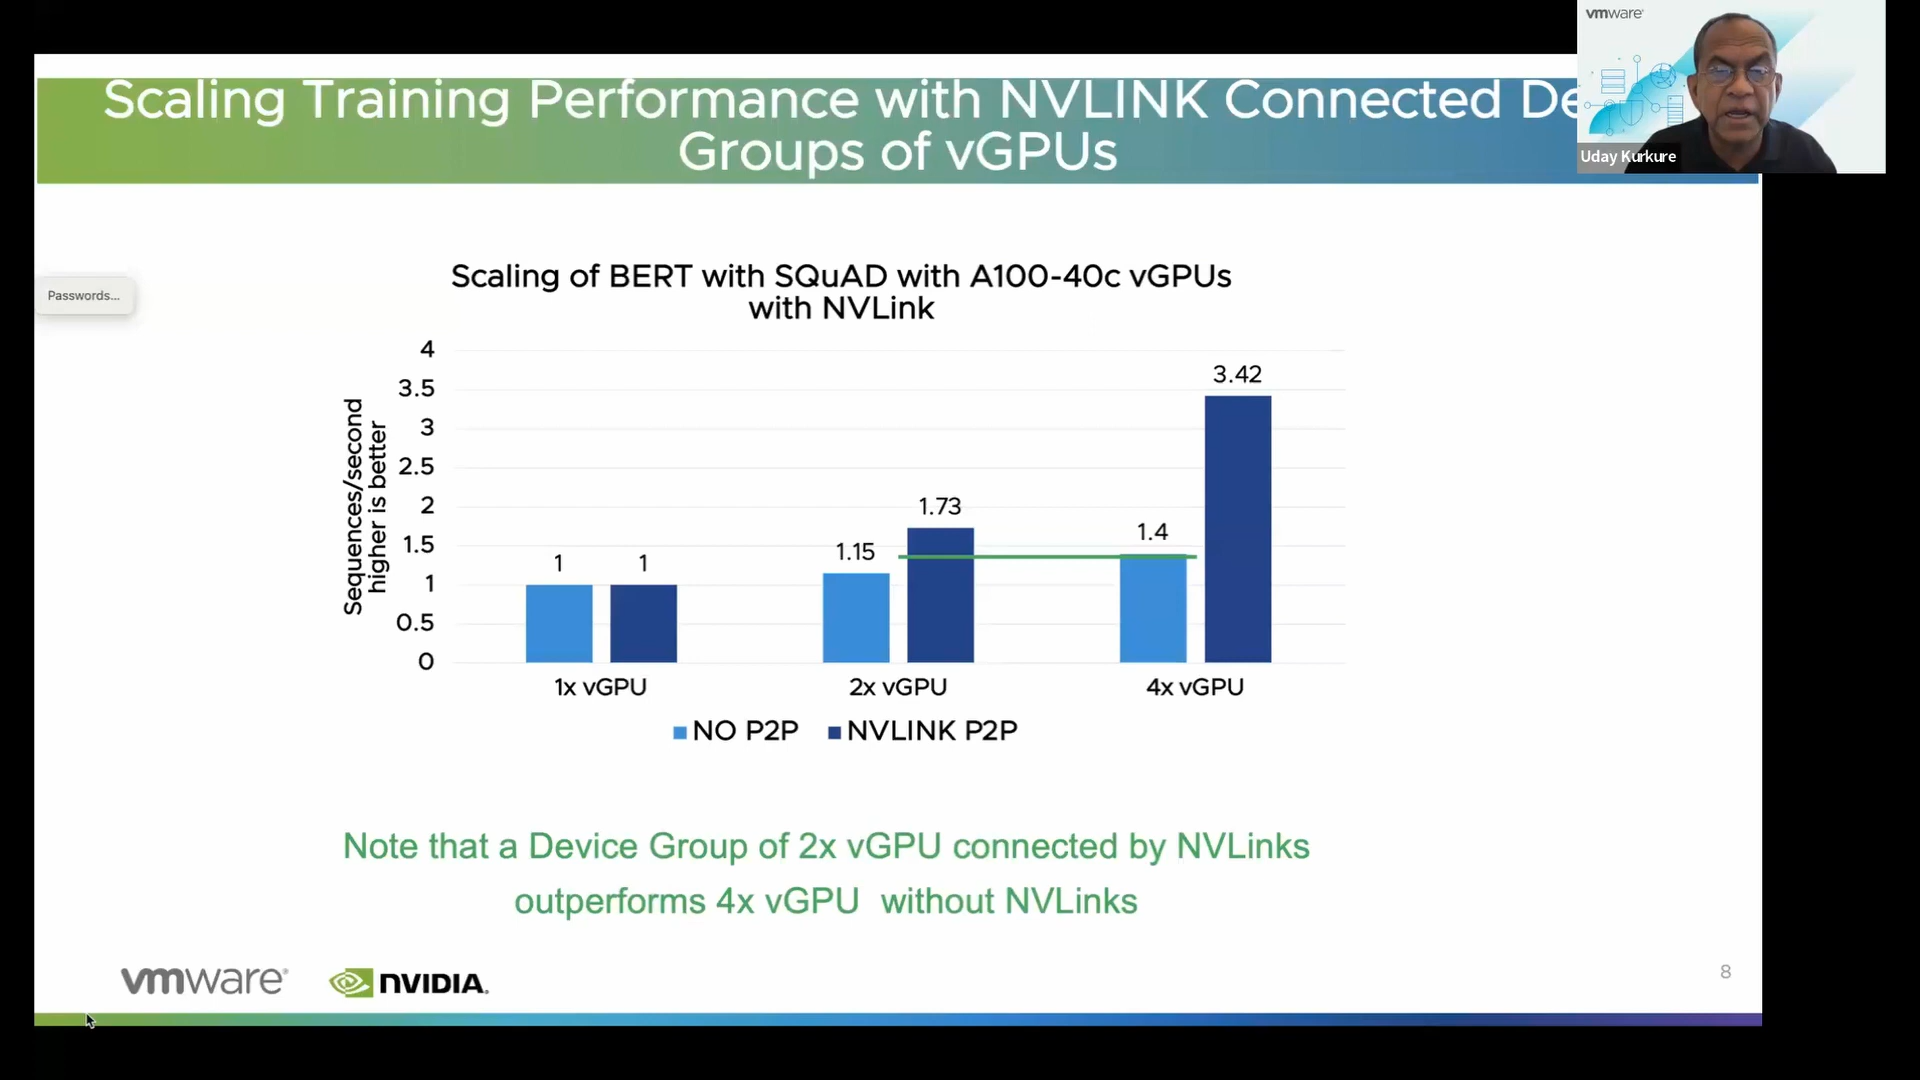 vmware
Uday Kurkure
Scaling Training Performance with NVLINK Connected De
Groups of vGPUs
Passwords...
Scaling of BERT with SQuAD with A100-40c vGPUs
with NVLink
Sequences/second
higher is better
4
3.5
3
2.5
2
1.5
1
0.5
0
1
1
1.15
1.73
1.4
3.42
1x vGPU
2x vGPU
4x vGPU
NO P2P
NVLINK P2P
Note that a Device Group of 2x vGPU connected by NVLinks
outperforms 4x vGPU without NVLinks
vmware®
NVIDIA.
8